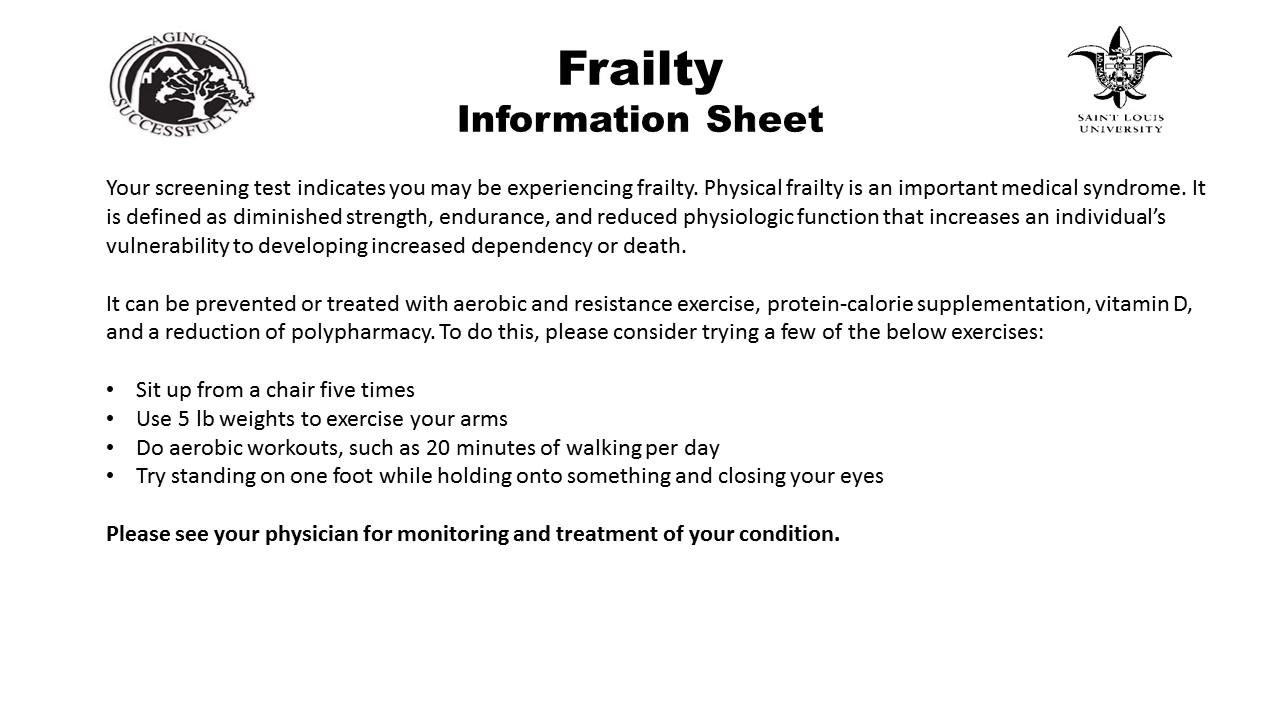 AGING
SUCCESSFULLY
Frailty
Information Sheet
SAINT LOUIS
UNIVERSITY
Your screening test indicates you may be experiencing frailty. Physical frailty is an important medical syndrome. It
is defined as diminished strength, endurance, and reduced physiologic function that increases an individual’s
vulnerability to developing increased dependency or death.
It can be prevented or treated with aerobic and resistance exercise, protein-calorie supplementation, vitamin D,
and a reduction of polypharmacy. To do this, please consider trying a few of the below exercises:
• Sit up from a chair five times
• Use 5 lb weights to exercise your arms
• Do aerobic workouts, such as 20 minutes of walking per day
• Try standing on one foot while holding onto something and closing your eyes
Please see your physician for monitoring and treatment of your condition.